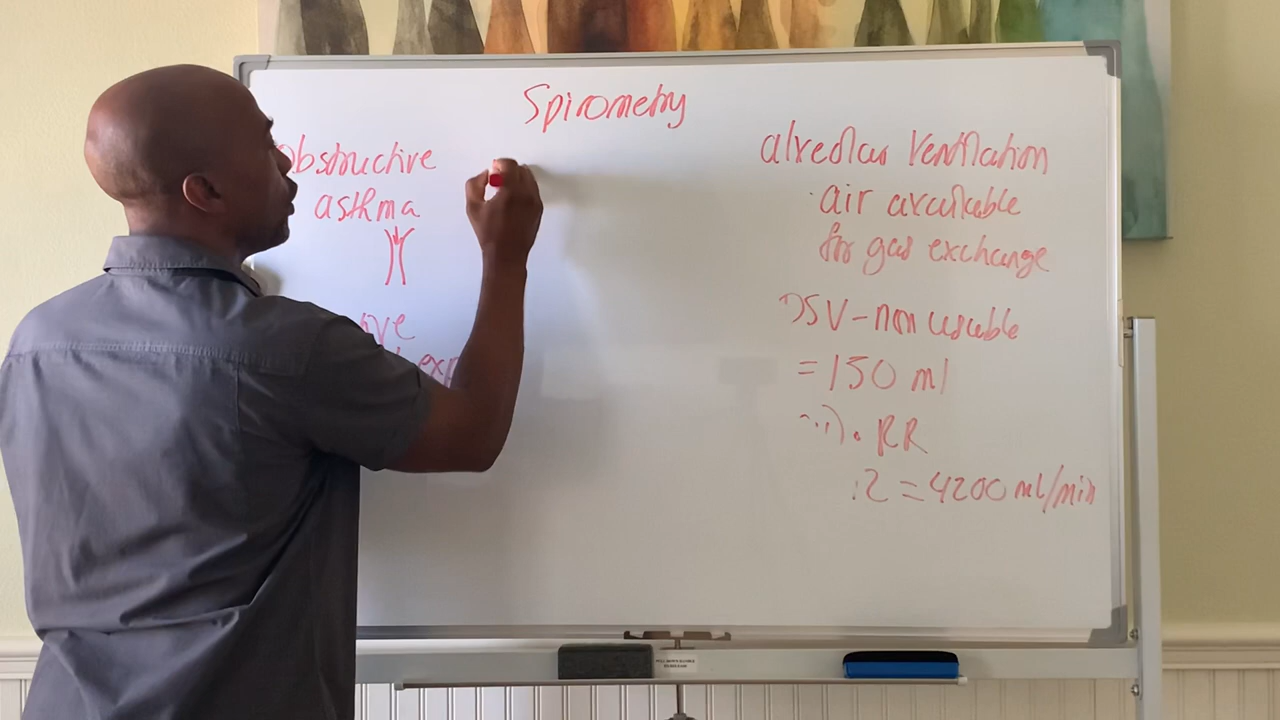 Spirometry
obstructive
asthma
alveolar Ventilation
air available
for gas exchange
DSV - non usable
= 150 ml
. RR
12 = 4200 ml/min